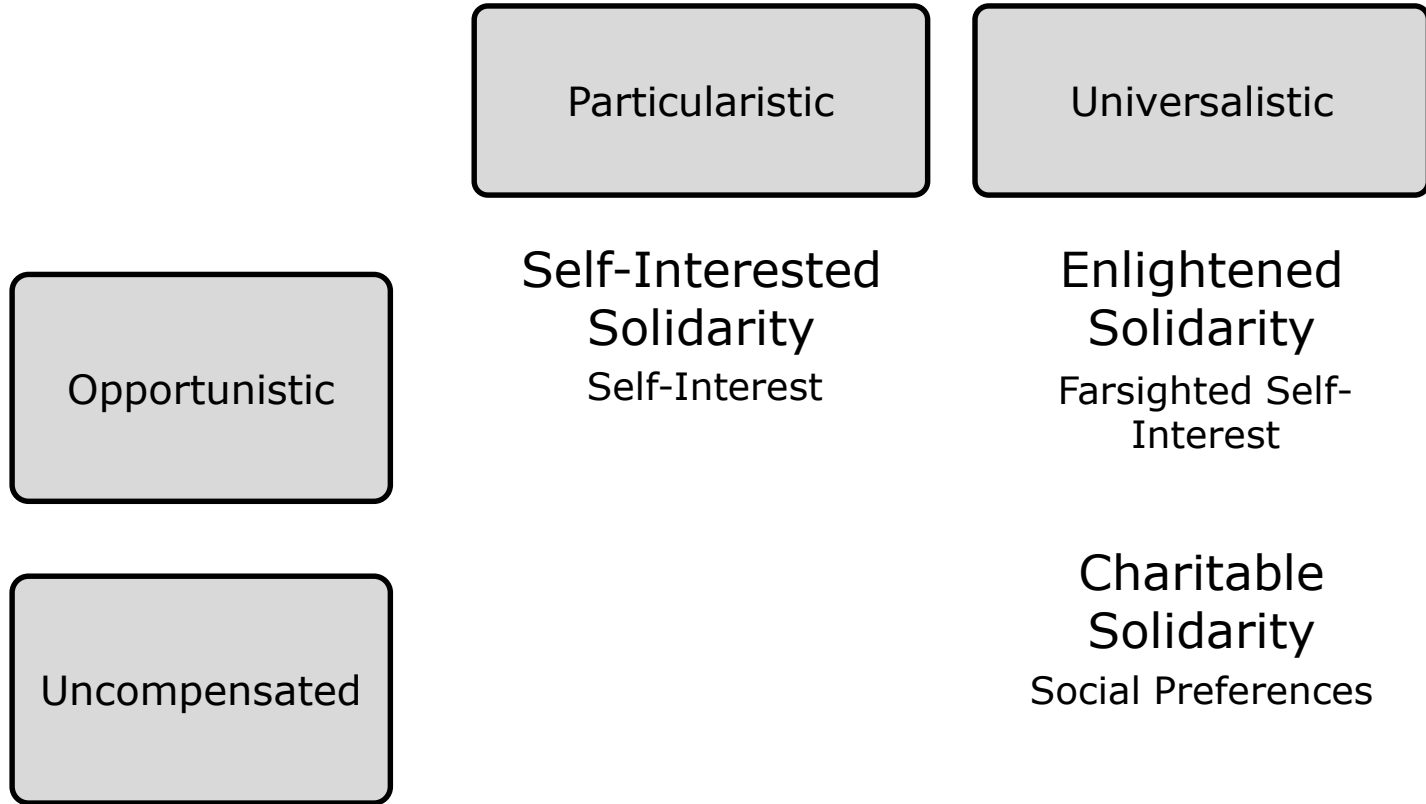 Particularistic
Universalistic
Opportunistic
Self-Interested
Solidarity
Self-Interest
Enlightened
Solidarity
Farsighted Self-
Interest
Uncompensated
Charitable
Solidarity
Social Preferences